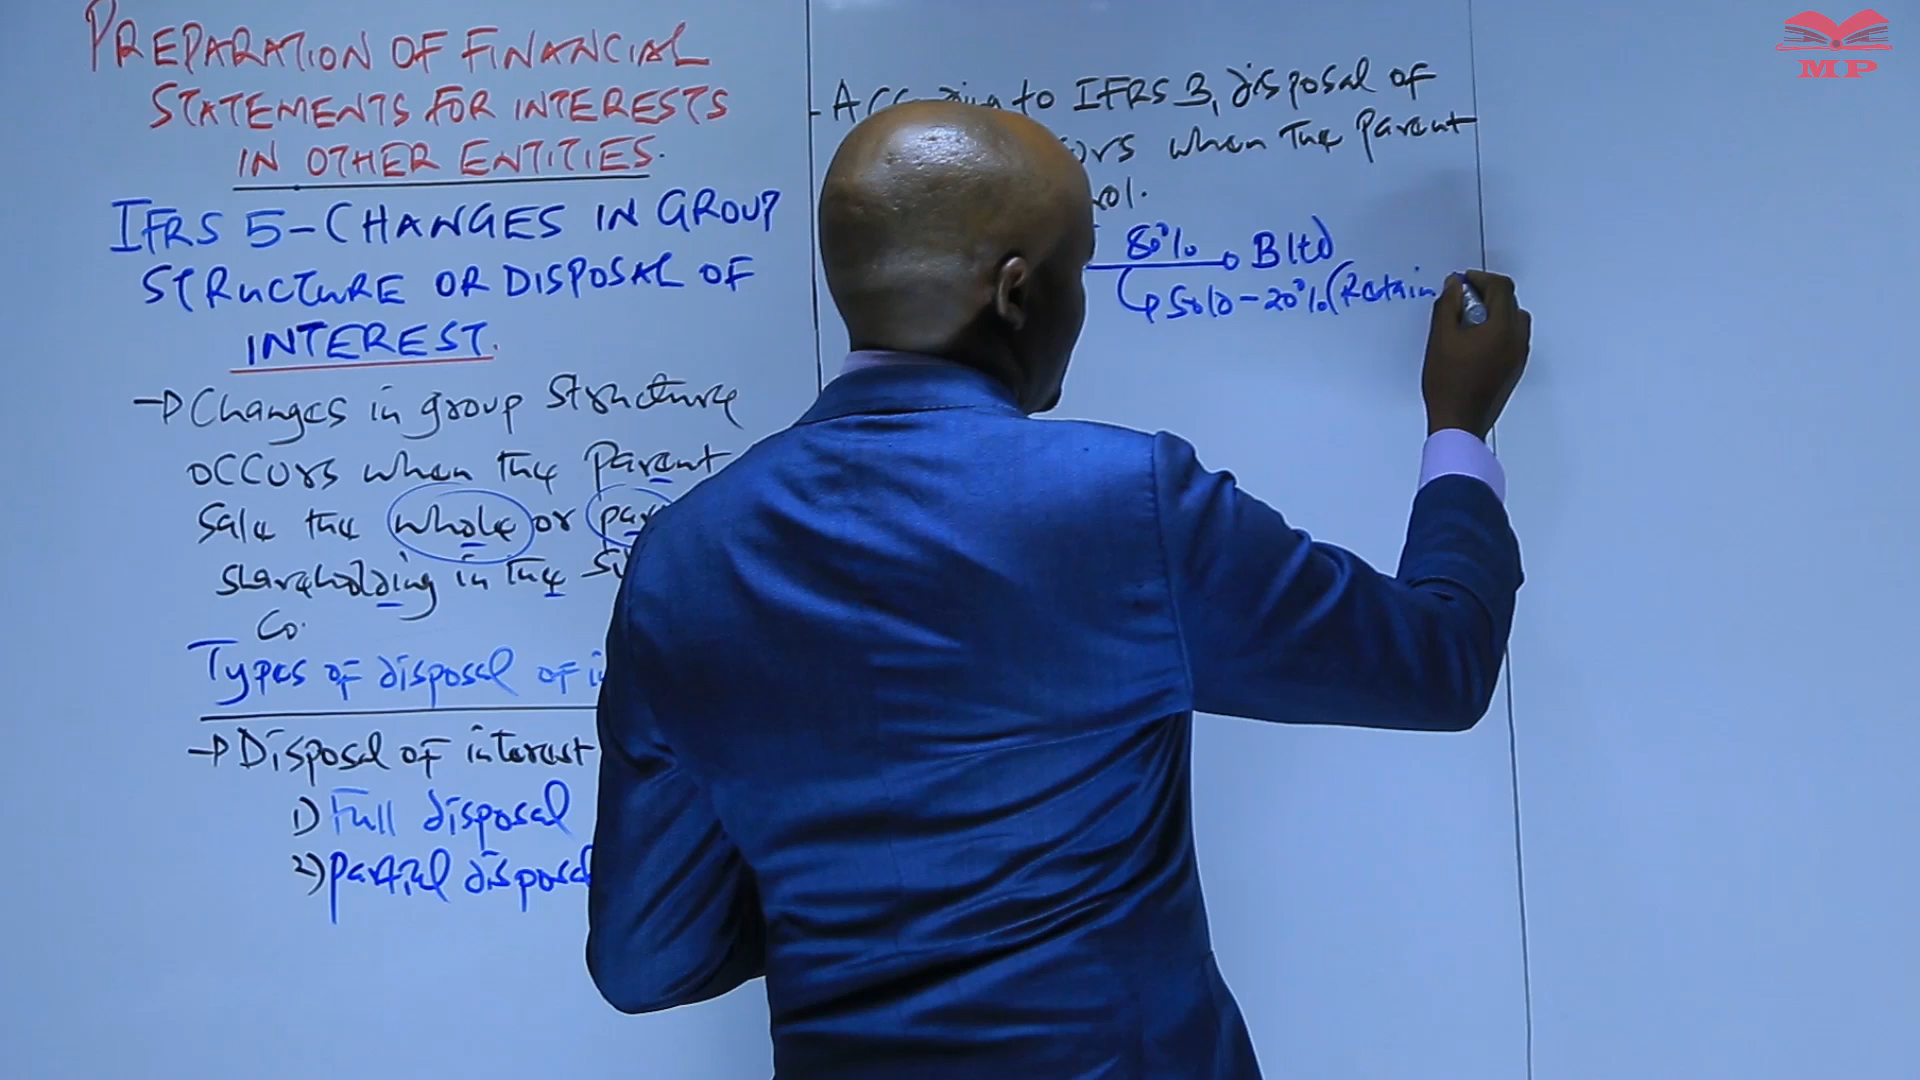 PREPARATION OF FINANCIAL
STATEMENTS FOR INTERESTS
IN OTHER ENTITIES.
IFRS 5-CHANGES IN GROUP
STRUCTURE OR DISPOSAL OF
INTEREST.
→ Changes in group structure
occurs when the parent
sale the whole or
shareholding in the
Co.
Types of disposal of
→ Disposal of interest
1) Full disposal
2) partial disposal
- to IFRS 3, disposal of
when the parent
80% B ltd
Sold - 20% (Retain
MP